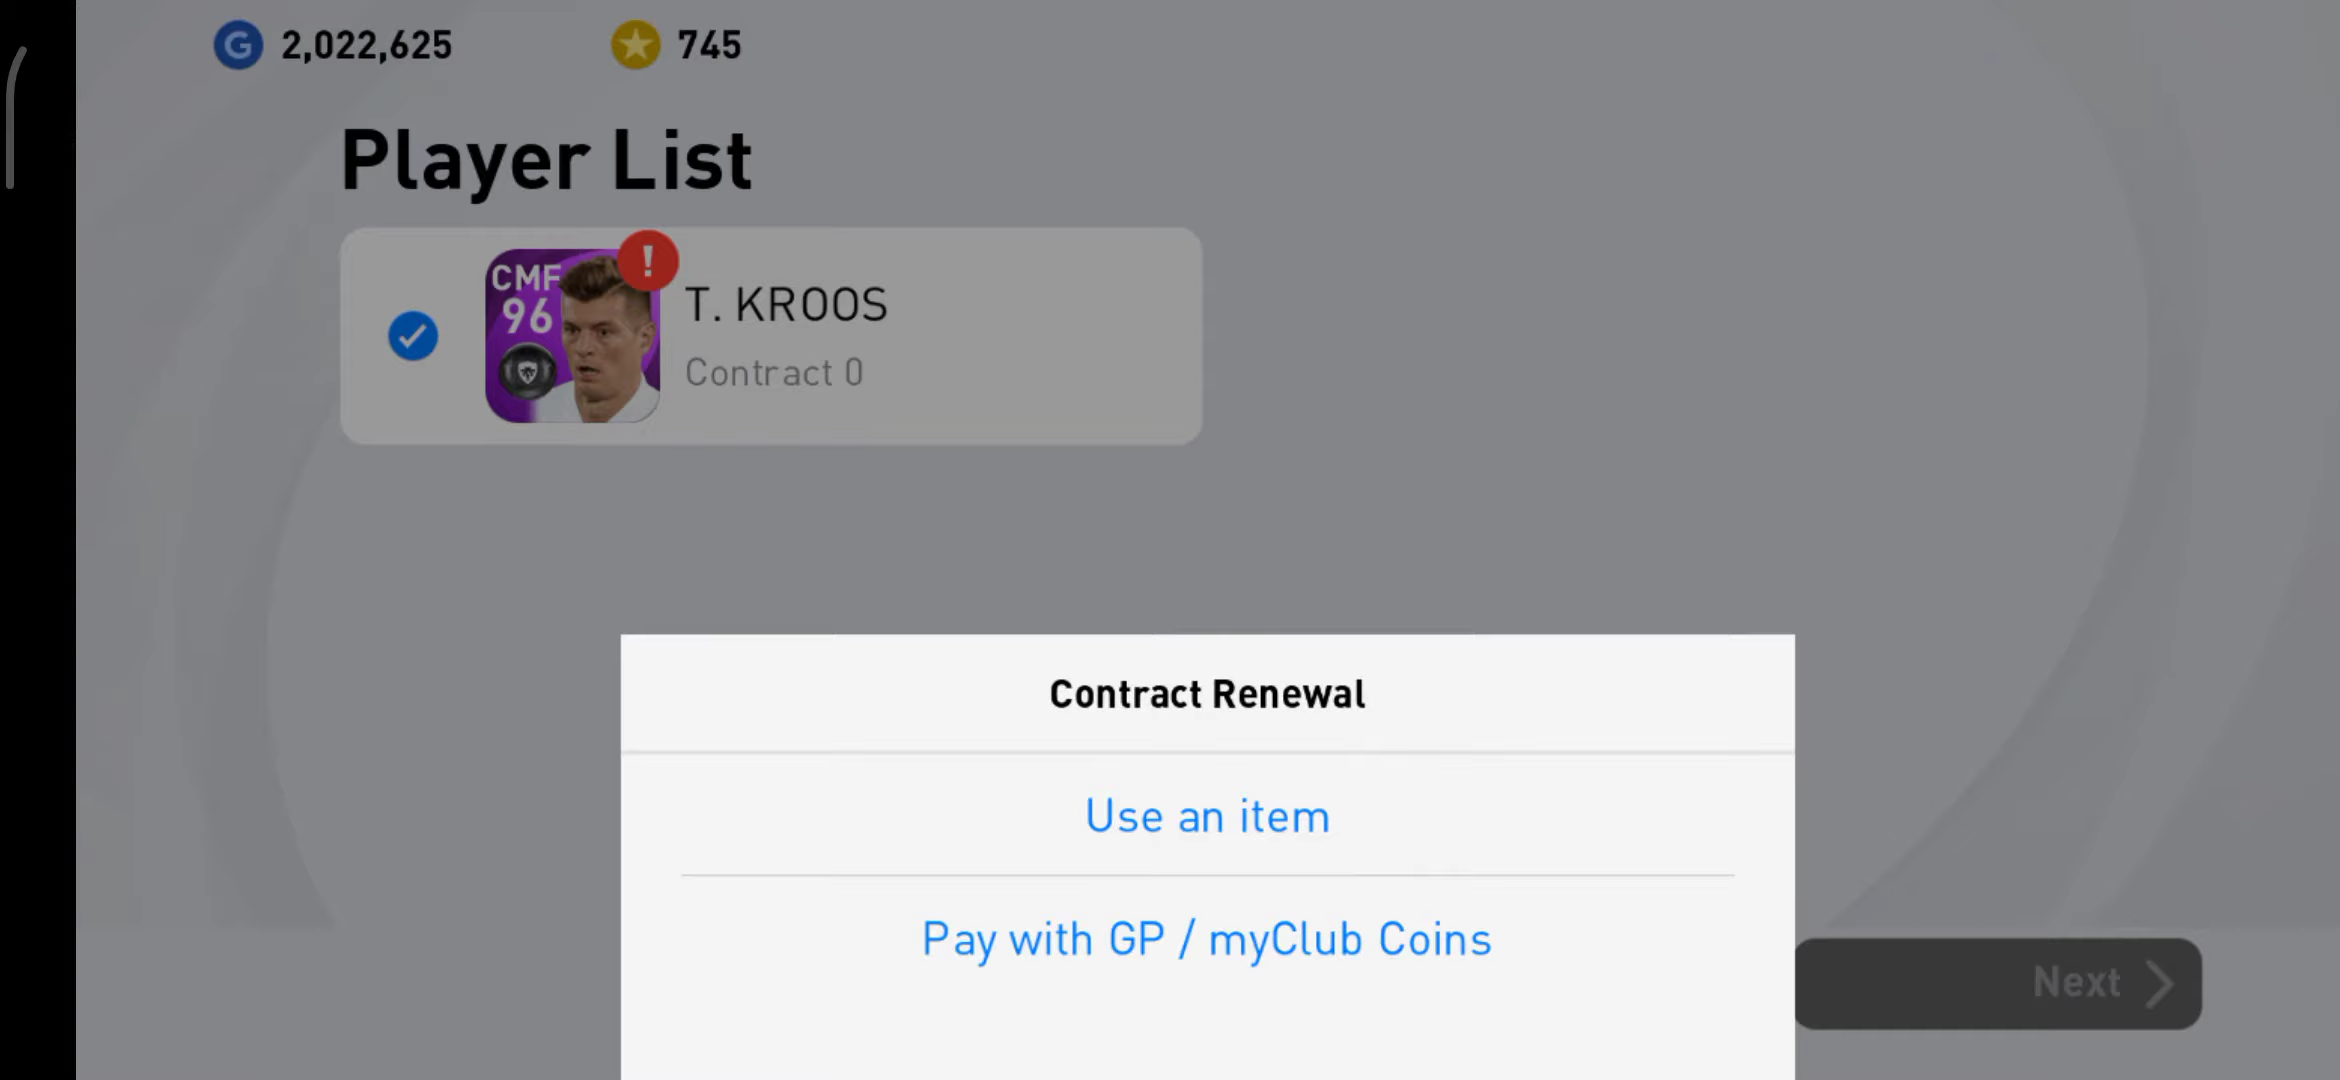 G 2,022,625 745
Player List
CMF
96
!
T. KROOS
Contract 0
Contract Renewal
Use an item
Pay with GP / myClub Coins
Next